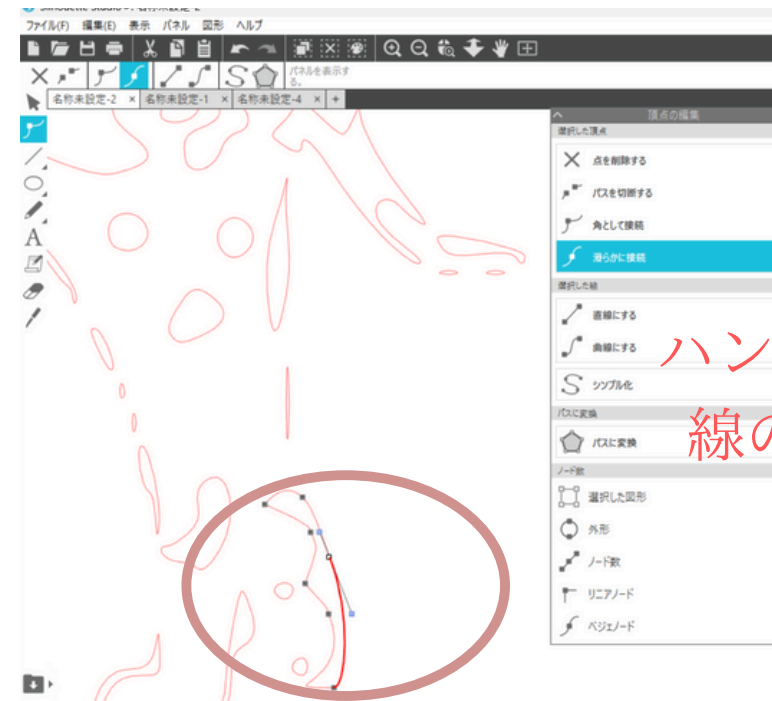 ファイル(F) 編集(E) 表示 パネル 図形 ヘルプ
パネルを表示す
る。
名称未設定-2 × 名称未設定-1 × 名称未設定-4 × +
頂点の編集
選択した頂点
点を削除する
パスを切断する
角として接続
滑らかに接続
選択した線
直線にする
曲線にする
シンプル化
パスに変換
パスに変換
ノード数
選択した図形
外形
ノード数
リニアノード
ベジェノード
A
ハン
線の